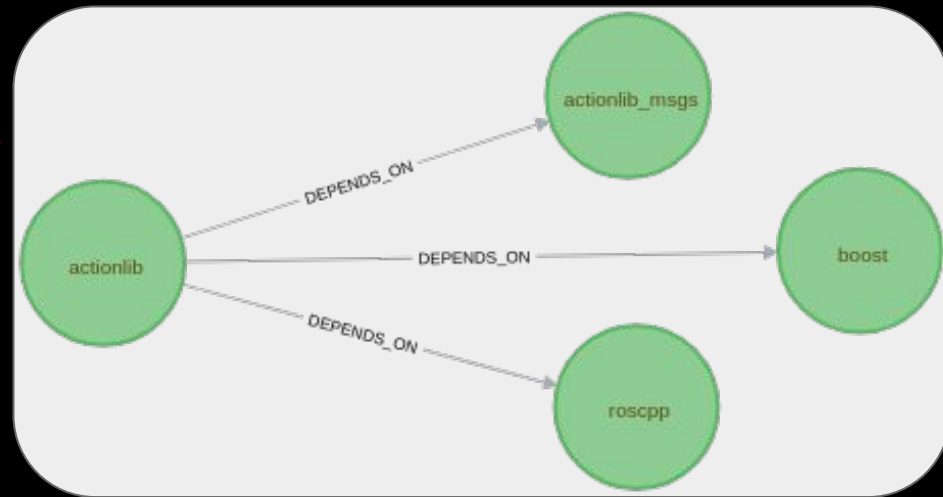 actionlib_msgs
DEPENDS_ON
actionlib
DEPENDS_ON
boost
DEPENDS_ON
roscpp